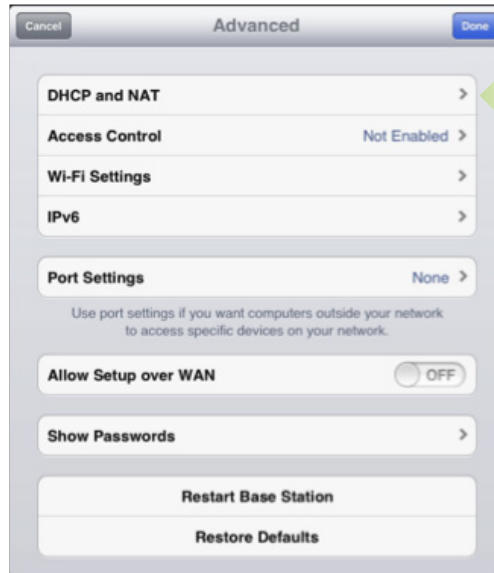 Cancel Advanced Done
DHCP and NAT
Access Control Not Enabled
Wi-Fi Settings
IPv6
Port Settings None
Use port settings if you want computers outside your network
to access specific devices on your network.
Allow Setup over WAN OFF
Show Passwords
Restart Base Station
Restore Defaults